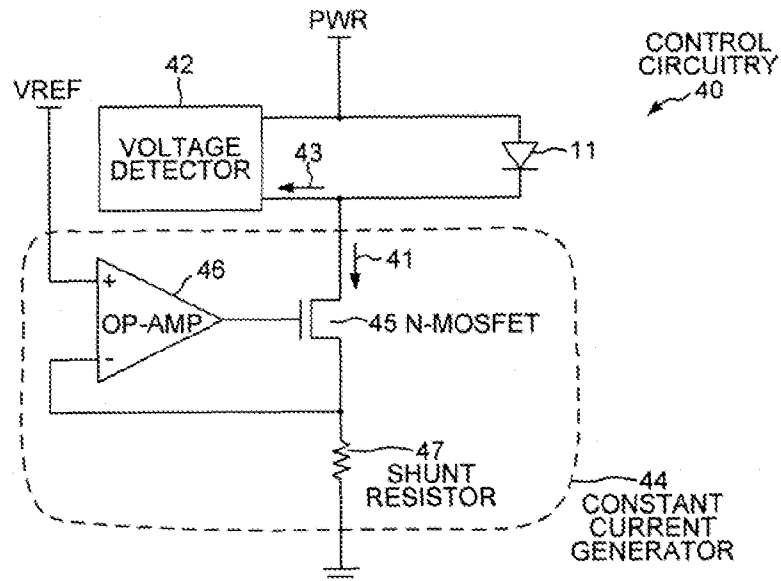 PWR
CONTROL
CIRCUITRY
40
VREF
42
VOLTAGE
DETECTOR
43
11
41
46
+
OP-AMP
-
45 N-MOSFET
47
SHUNT
RESISTOR
44
CONSTANT
CURRENT
GENERATOR